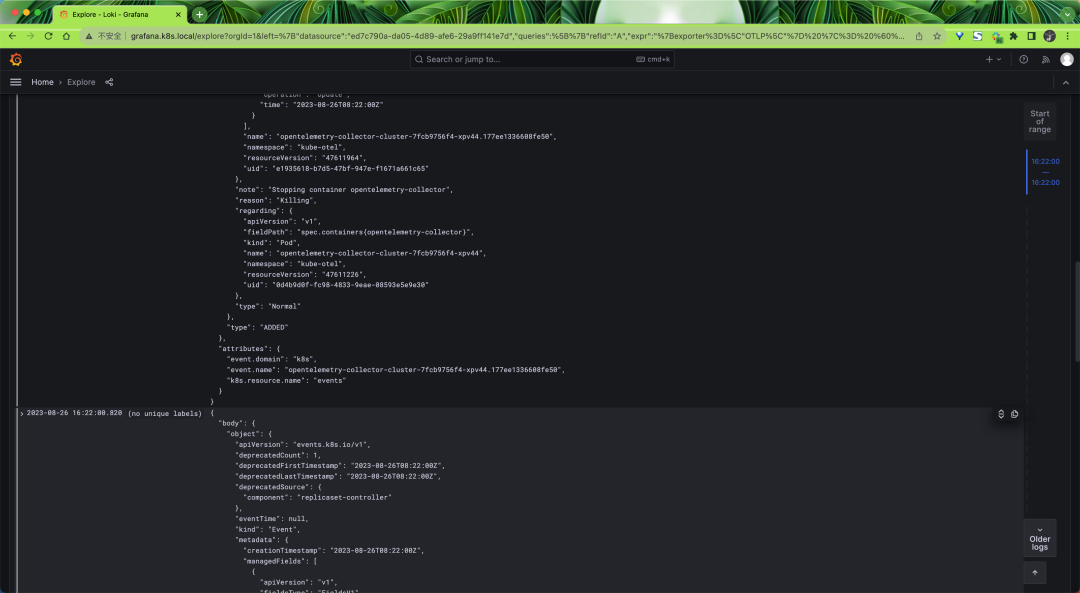 Explore - Loki - Grafana
不安全
grafana.k8s.local/explore?orgId=1&left=%7B"datasource":"ed7c790a-da05-4d89-afe6-29a9ff141e7d","queries":%5B%7B"refId":"A","expr":"%7Bexporter%3D%5C"OTLP%5C"%7D%20%7C%3D%20%60%...
Search or jump to...
cmd+k
Home › Explore
"operation": "Update",
"time": "2023-08-26T08:22:00Z"
}
],
"name": "opentelemetry-collector-cluster-7fcb9756f4-xpv44.177ee1336608fe50",
"namespace": "kube-otel",
"resourceVersion": "47611964",
"uid": "e1935618-b7d5-47bf-947e-f1671a661c65"
},
"note": "Stopping container opentelemetry-collector",
"reason": "Killing",
"regarding": {
"apiVersion": "v1",
"fieldPath": "spec.containers{opentelemetry-collector}",
"kind": "Pod",
"name": "opentelemetry-collector-cluster-7fcb9756f4-xpv44",
"namespace": "kube-otel",
"resourceVersion": "47611226",
"uid": "0d4b9d0f-fc98-4833-9eae-08593e5e9e30"
},
"type": "Normal"
},
"type": "ADDED"
},
"attributes": {
"event.domain": "k8s",
"event.name": "opentelemetry-collector-cluster-7fcb9756f4-xpv44.177ee1336608fe50",
"k8s.resource.name": "events"
}
}
2023-08-26 16:22:00.820 (no unique labels) {
"body": {
"object": {
"apiVersion": "events.k8s.io/v1",
"deprecatedCount": 1,
"deprecatedFirstTimestamp": "2023-08-26T08:22:00Z",
"deprecatedLastTimestamp": "2023-08-26T08:22:00Z",
"deprecatedSource": {
"component": "replicaset-controller"
},
"eventTime": null,
"kind": "Event",
"metadata": {
"creationTimestamp": "2023-08-26T08:22:00Z",
"managedFields": [
{
"apiVersion": "v1",
"fieldsType": "FieldsV1",
Start
of
range
16:22:00
—
16:22:00
Older
logs